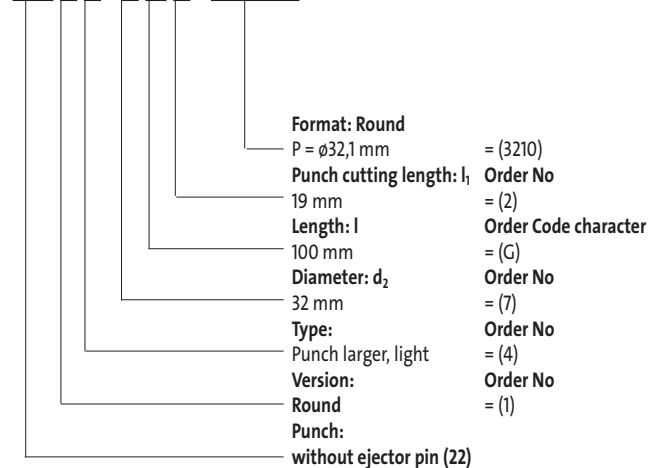 Format: Round
P = ø32,1 mm = (3210)
Punch cutting length: l₁ Order No
19 mm = (2)
Length: l Order Code character
100 mm = (G)
Diameter: d₂ Order No
32 mm = (7)
Type: Order No
Punch larger, light = (4)
Version: Order No
Round = (1)
Punch:
without ejector pin (22)